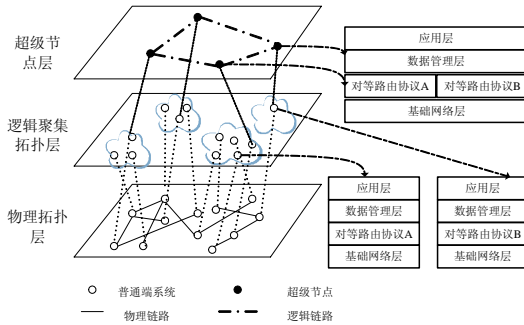 超级节
点层
逻辑聚集
拓扑层
物理拓扑
层
应用层
数据管理层
对等路由协议A 对等路由协议B
基础网络层
应用层
数据管理层
对等路由协议A
基础网络层
应用层
数据管理层
对等路由协议B
基础网络层
普通端系统 超级节点
物理链路 逻辑链路